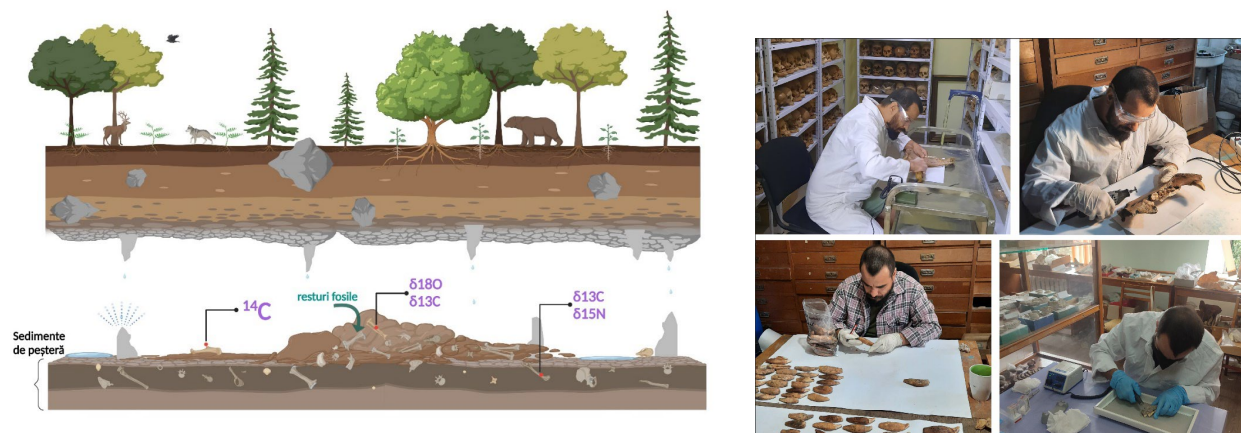 δ18O
δ13C
resturi fosile
14C
δ13C
δ15N
Sedimente
de peșteră